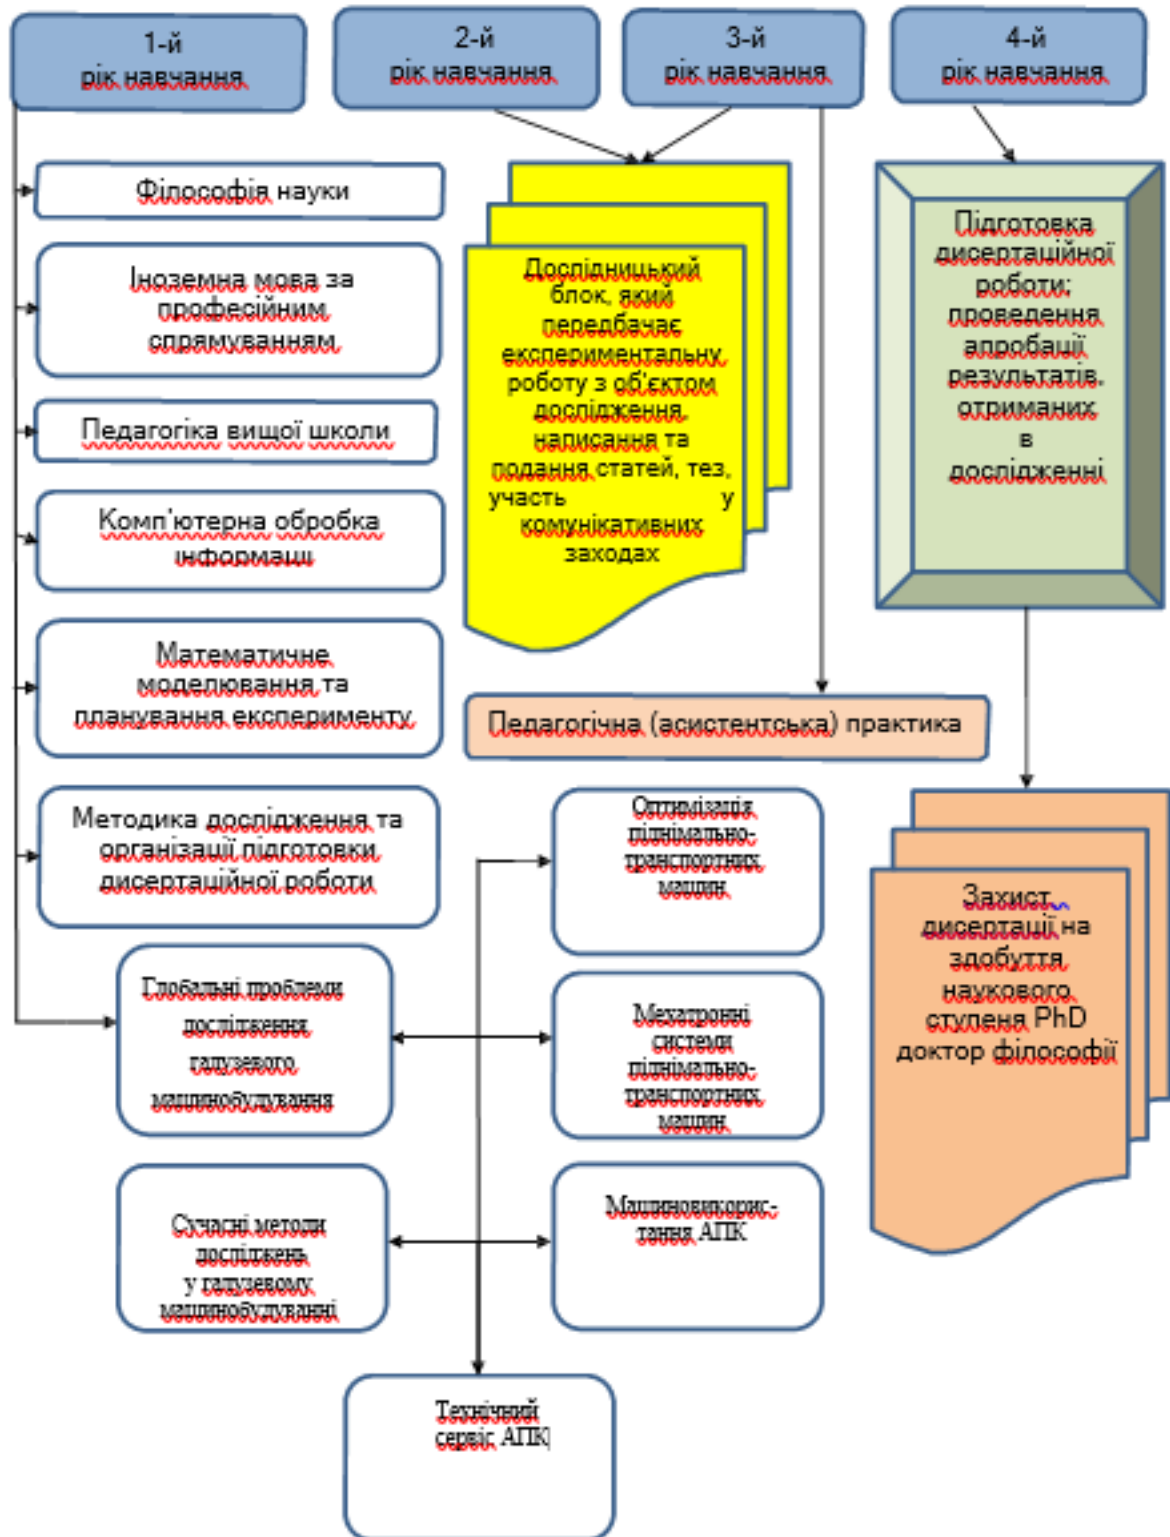 1-й
рік навчання
2-й
рік навчання
3-й
рік навчання
4-й
рік навчання
Філософія науки
Іноземна мова за
професійним
спрямуванням
Педагогіка вищої школи
Комп'ютерна обробка
інформації
Математичне
моделювання та
планування експерименту
Методика дослідження та
організації підготовки
дисертаційної роботи
Глобальні проблеми
дослідження
галузевого
машинобудування
Сучасні методи
досліджень
у галузевому
машинобудуванні
Дослідницький
блок, який
передбачає
експериментальну
роботу з об'єктом
дослідження,
написання та
подання статей, тез,
участь у
комунікативних
заходах
Педагогічна (асистентська) практика
Оптимізація
піднімально-
транспортних
машин
Мехатронні
системи
піднімально-
транспортних
машин
Машиновикорис-
тання АПК
Технічний
сервіс АПК
Підготовка
дисертаційної
роботи;
проведення
апробації
результатів,
отриманих
в
дослідженні
Захист
дисертації на
здобуття
наукового
ступеня PhD
доктор філософії